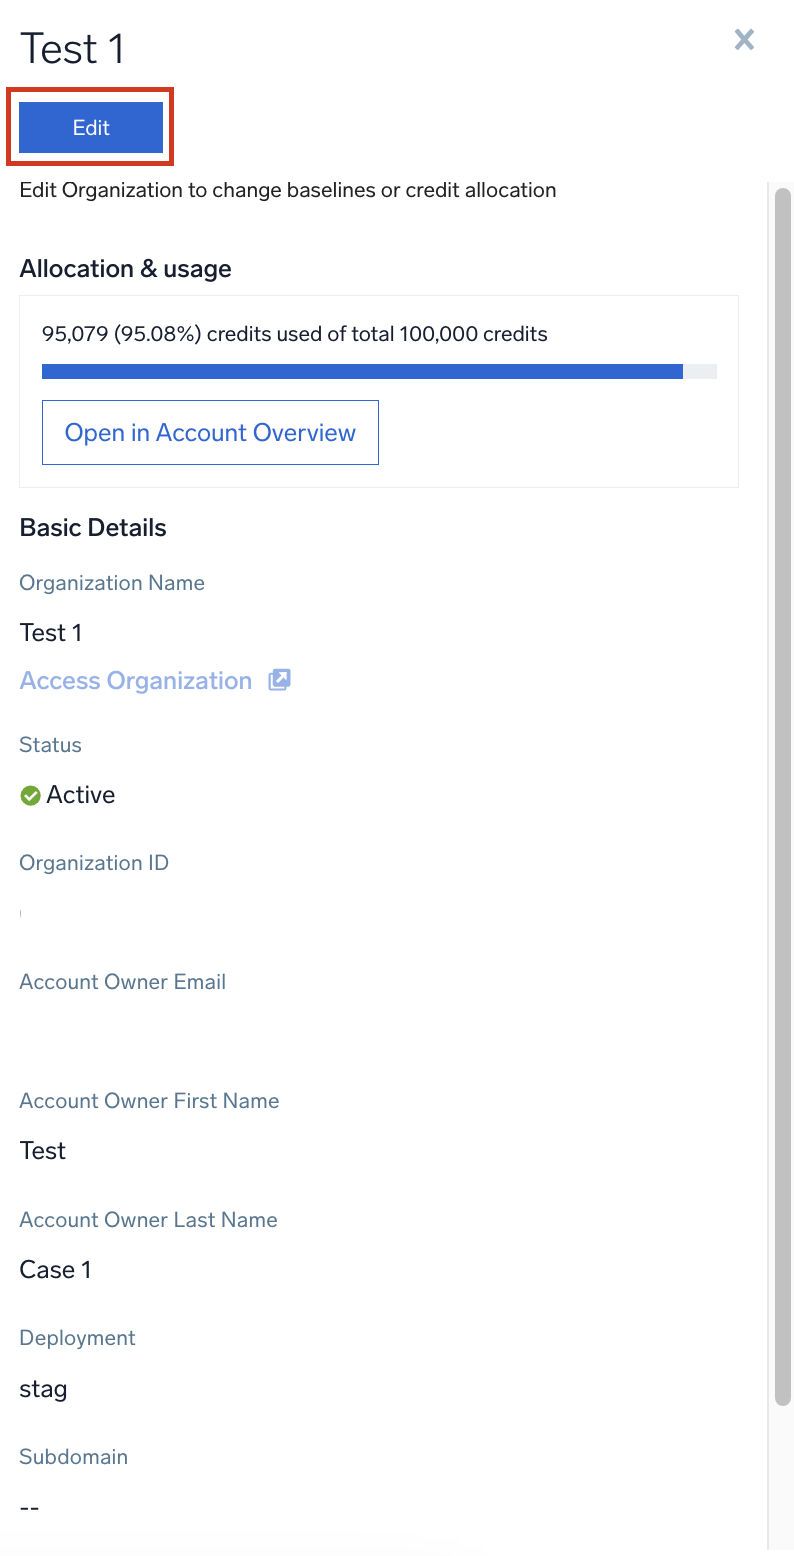 Test 1
Edit
Edit Organization to change baselines or credit allocation
Allocation & usage
95,079 (95.08%) credits used of total 100,000 credits
Open in Account Overview
Basic Details
Organization Name
Test 1
Access Organization
Status
Active
Organization ID
Account Owner Email
Account Owner First Name
Test
Account Owner Last Name
Case 1
Deployment
stag
Subdomain
--